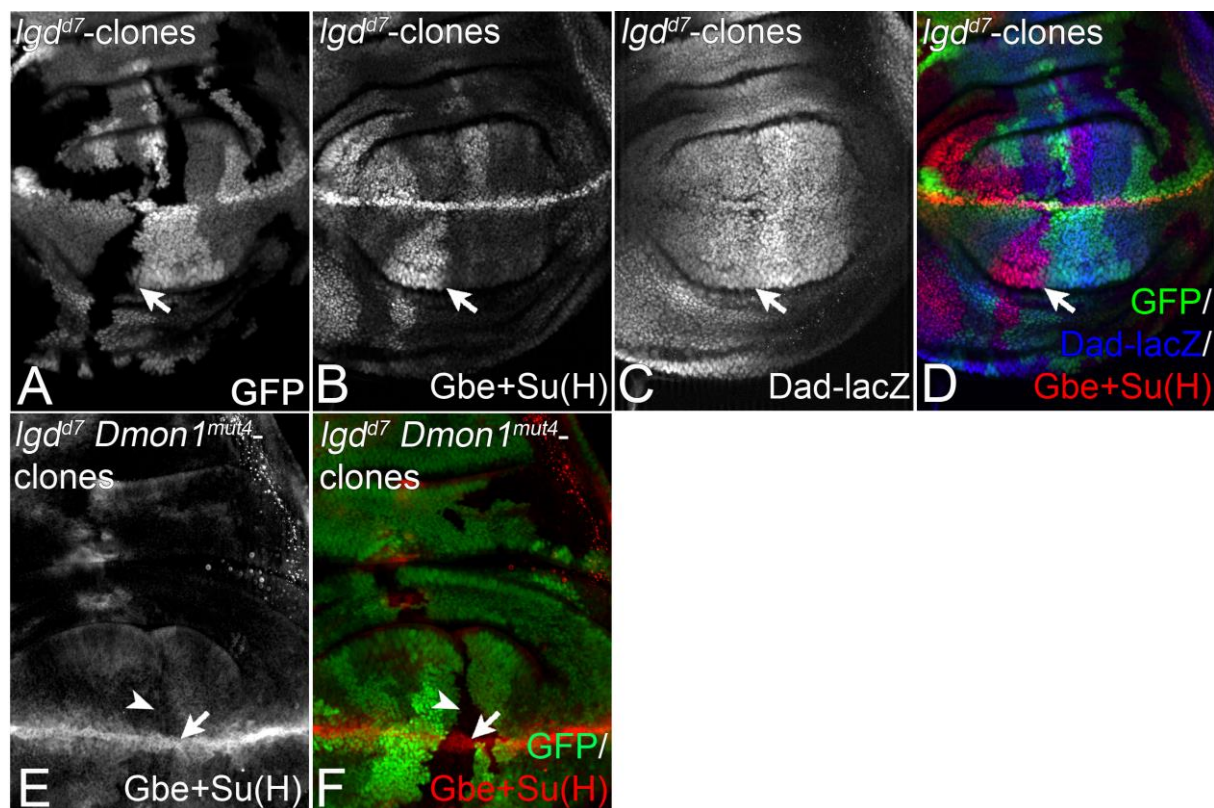 lgd^d7-clones
A
GFP
lgd^d7-clones
B
Gbe+Su(H)
lgd^d7-clones
C
Dad-lacZ
lgd^d7-clones
D
GFP/
Dad-lacZ/
Gbe+Su(H)
lgd^d7 Dmon1^mut4-
clones
E
Gbe+Su(H)
lgd^d7 Dmon1^mut4-
clones
F
GFP/
Gbe+Su(H)